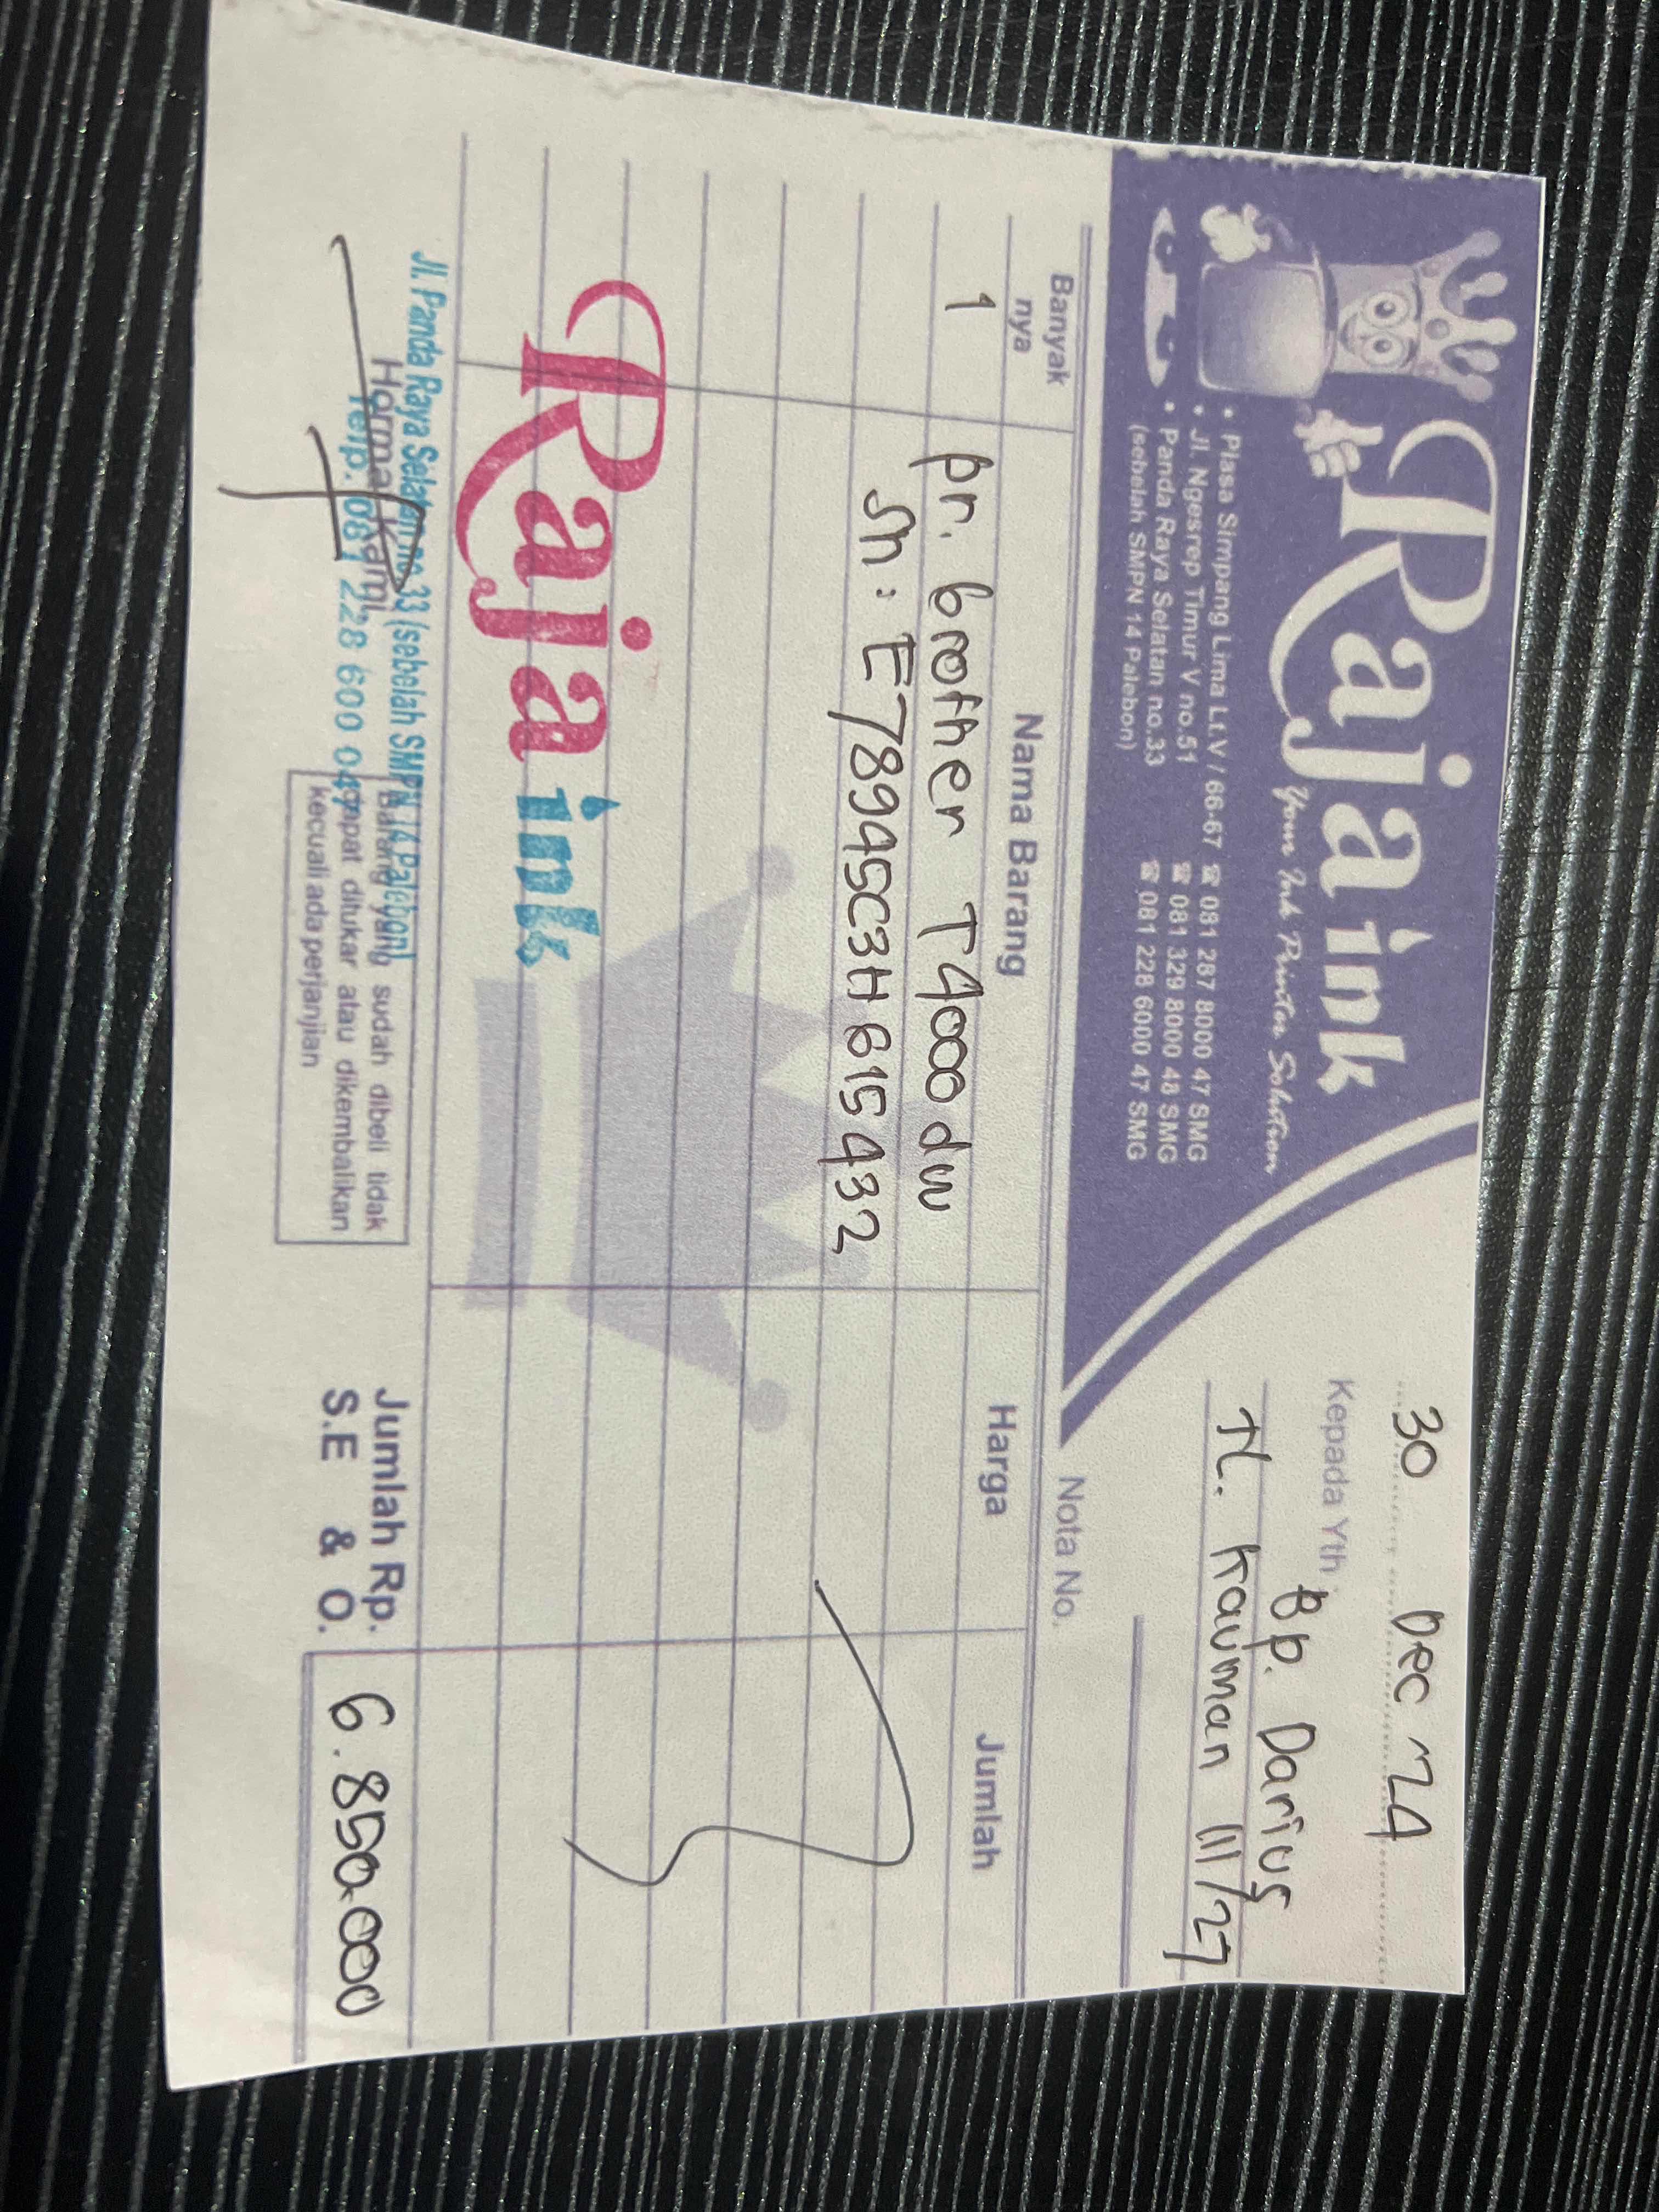 Raja ink
Your Ink Printer Solution
• Plasa Simpang Lima Lt.V / 66-67 ☎ 081 287 8000 47 SMG
• Jl. Ngesrep Timur V no.51 ☎ 081 329 8000 48 SMG
• Panda Raya Selatan no.33 ☎ 081 228 6000 47 SMG
(sebelah SMPN 14 Palebon)
30 Dec 24
Kepada Yth :
Bp. Darius
Jl. Kauman III/27
Nota No.
Banyak nya Nama Barang Harga Jumlah
1 pr. brother T4000 dw
Sn : E78945C3H 615432
Raja ink
Jl. Panda Raya Selatan no.33 (sebelah SMPN 14 Palebon)
Telp. 081 228 600 047
Hormat Kami,
Barang yang sudah dibeli tidak
dapat ditukar atau dikembalikan
kecuali ada perjanjian
Jumlah Rp. 6.850.000
S.E & O.